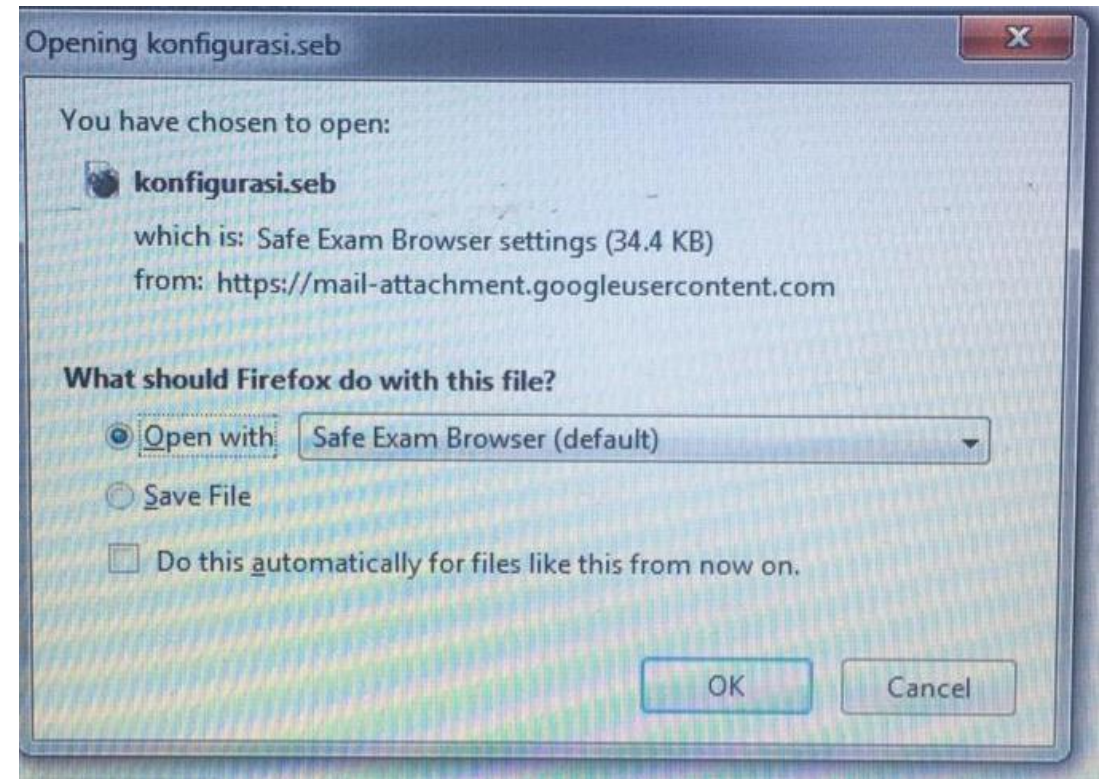 Opening konfigurasi.seb
You have chosen to open:
konfigurasi.seb
which is: Safe Exam Browser settings (34.4 KB)
from: https://mail-attachment.googleusercontent.com
What should Firefox do with this file?
Open with Safe Exam Browser (default)
Save File
Do this automatically for files like this from now on.
OK Cancel